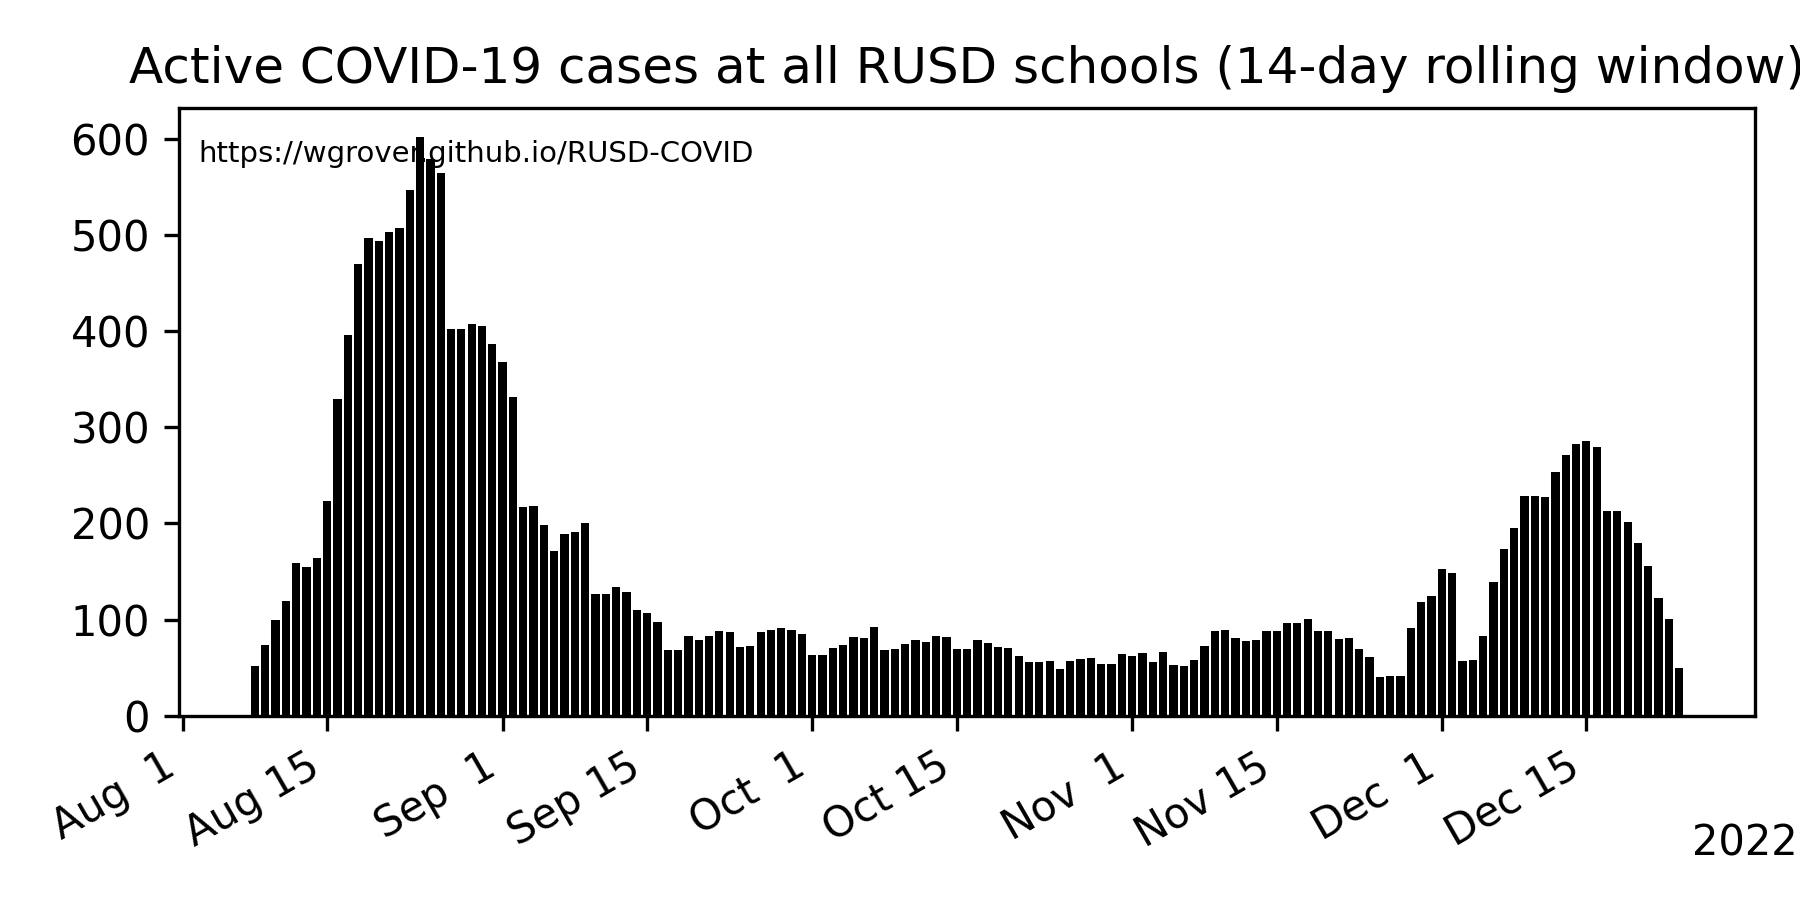 Active COVID-19 cases at all RUSD schools (14-day rolling window)
https://wgrover.github.io/RUSD-COVID
600
500
400
300
200
100
0
Aug 1
Aug 15
Sep 1
Sep 15
Oct 1
Oct 15
Nov 1
Nov 15
Dec 1
Dec 15
2022